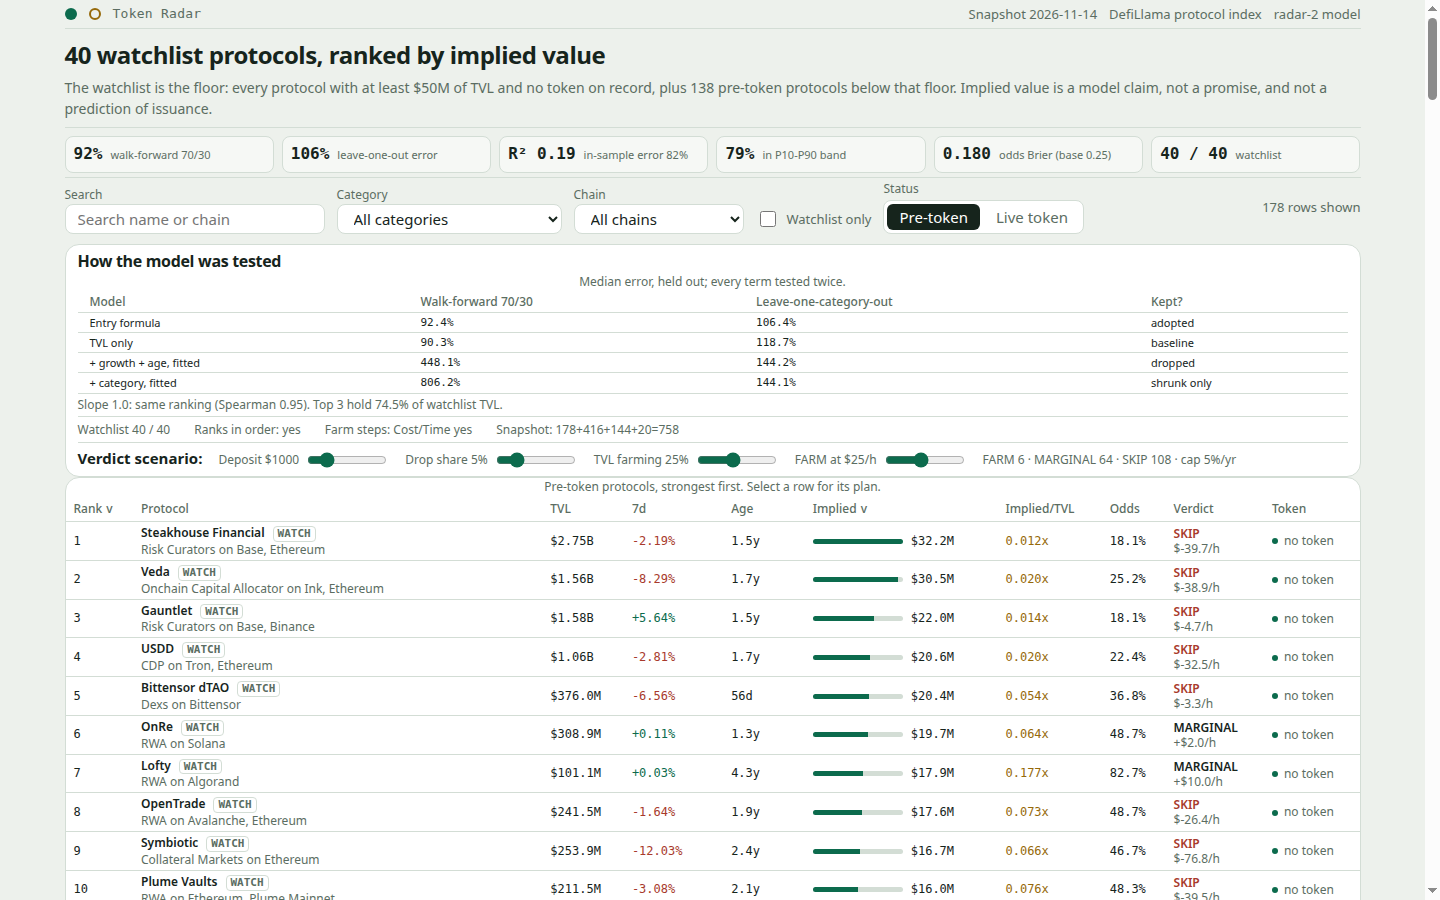 Token Radar
Snapshot 2026-11-14 DefiLlama protocol index radar-2 model
40 watchlist protocols, ranked by implied value
The watchlist is the floor: every protocol with at least $50M of TVL and no token on record, plus 138 pre-token protocols below that floor. Implied value is a model claim, not a promise, and not a
prediction of issuance.
92% walk-forward 70/30
106% leave-one-out error
R² 0.19 in-sample error 82%
79% in P10-P90 band
0.180 odds Brier (base 0.25)
40 / 40 watchlist
Search
Category
Chain
Status
Search name or chain
All categories
All chains
Watchlist only
Pre-token Live token
178 rows shown
How the model was tested
Median error, held out; every term tested twice.
Model Walk-forward 70/30 Leave-one-category-out Kept?
Entry formula 92.4% 106.4% adopted
TVL only 90.3% 118.7% baseline
+ growth + age, fitted 448.1% 144.2% dropped
+ category, fitted 806.2% 144.1% shrunk only
Slope 1.0: same ranking (Spearman 0.95). Top 3 hold 74.5% of watchlist TVL.
Watchlist 40 / 40 Ranks in order: yes Farm steps: Cost/Time yes Snapshot: 178+416+144+20=758
Verdict scenario: Deposit $1000 Drop share 5% TVL farming 25% FARM at $25/h FARM 6 · MARGINAL 64 · SKIP 108 · cap 5%/yr
Pre-token protocols, strongest first. Select a row for its plan.
Rank v Protocol TVL 7d Age Implied v Implied/TVL Odds Verdict Token
1 Steakhouse Financial WATCH $2.75B -2.19% 1.5y $32.2M 0.012x 18.1% SKIP no token
Risk Curators on Base, Ethereum $-39.7/h
2 Veda WATCH $1.56B -8.29% 1.7y $30.5M 0.020x 25.2% SKIP no token
Onchain Capital Allocator on Ink, Ethereum $-38.9/h
3 Gauntlet WATCH $1.58B +5.64% 1.5y $22.0M 0.014x 18.1% SKIP no token
Risk Curators on Base, Binance $-4.7/h
4 USDD WATCH $1.06B -2.81% 1.7y $20.6M 0.020x 22.4% SKIP no token
CDP on Tron, Ethereum $-32.5/h
5 Bittensor dTAO WATCH $376.0M -6.56% 56d $20.4M 0.054x 36.8% SKIP no token
Dexs on Bittensor $-3.3/h
6 OnRe WATCH $308.9M +0.11% 1.3y $19.7M 0.064x 48.7% MARGINAL no token
RWA on Solana +$2.0/h
7 Lofty WATCH $101.1M +0.03% 4.3y $17.9M 0.177x 82.7% MARGINAL no token
RWA on Algorand +$10.0/h
8 OpenTrade WATCH $241.5M -1.64% 1.9y $17.6M 0.073x 48.7% SKIP no token
RWA on Avalanche, Ethereum $-26.4/h
9 Symbiotic WATCH $253.9M -12.03% 2.4y $16.7M 0.066x 46.7% SKIP no token
Collateral Markets on Ethereum $-76.8/h
10 Plume Vaults WATCH $211.5M -3.08% 2.1y $16.0M 0.076x 48.3% SKIP no token
RWA on Ethereum, Plume Mainnet $-39.5/h